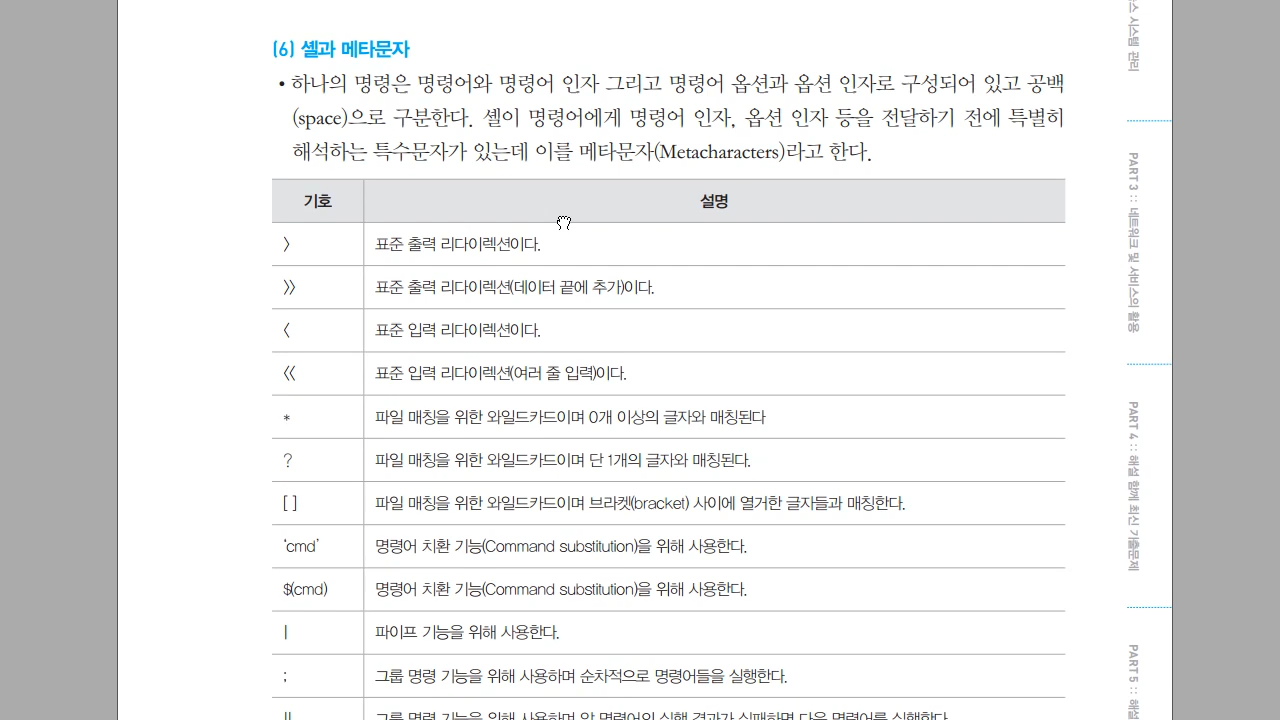 (6) 셸과 메타문자
• 하나의 명령은 명령어와 명령어 인자 그리고 명령어 옵션과 옵션 인자로 구성되어 있고 공백
(space)으로 구분한다. 셸이 명령어에게 명령어 인자, 옵션 인자 등을 전달하기 전에 특별히
해석하는 특수문자가 있는데 이를 메타문자(Metacharacters)라고 한다.
기호 설명
〉 표준 출력 리다이렉션이다.
》 표준 출력 리다이렉션(파일 끝에 추가)이다.
〈 표준 입력 리다이렉션이다.
《 표준 입력 리다이렉션(여러 줄 입력)이다.
* 파일 매칭을 위한 와일드카드이며 0개 이상의 글자와 매칭된다
? 파일 매칭을 위한 와일드카드이며 단 1개의 글자와 매칭된다.
[ ] 파일 매칭을 위한 와일드카드이며 브라켓(bracket) 사이에 열거한 글자들과 매칭한다.
‘cmd’ 명령어 치환 기능(Command substitution)을 위해 사용한다.
$(cmd) 명령어 치환 기능(Command substitution)을 위해 사용한다.
| 파이프 기능을 위해 사용한다.
; 그룹 명령어 기능을 위해 사용하며 순차적으로 명령어들을 실행한다.
스 시스템 관리
PART 3 :: 네트워크 및 서비스의 활용
PART 4 :: 해설과 함께 최신 기출문제
PART 5 :: 해설